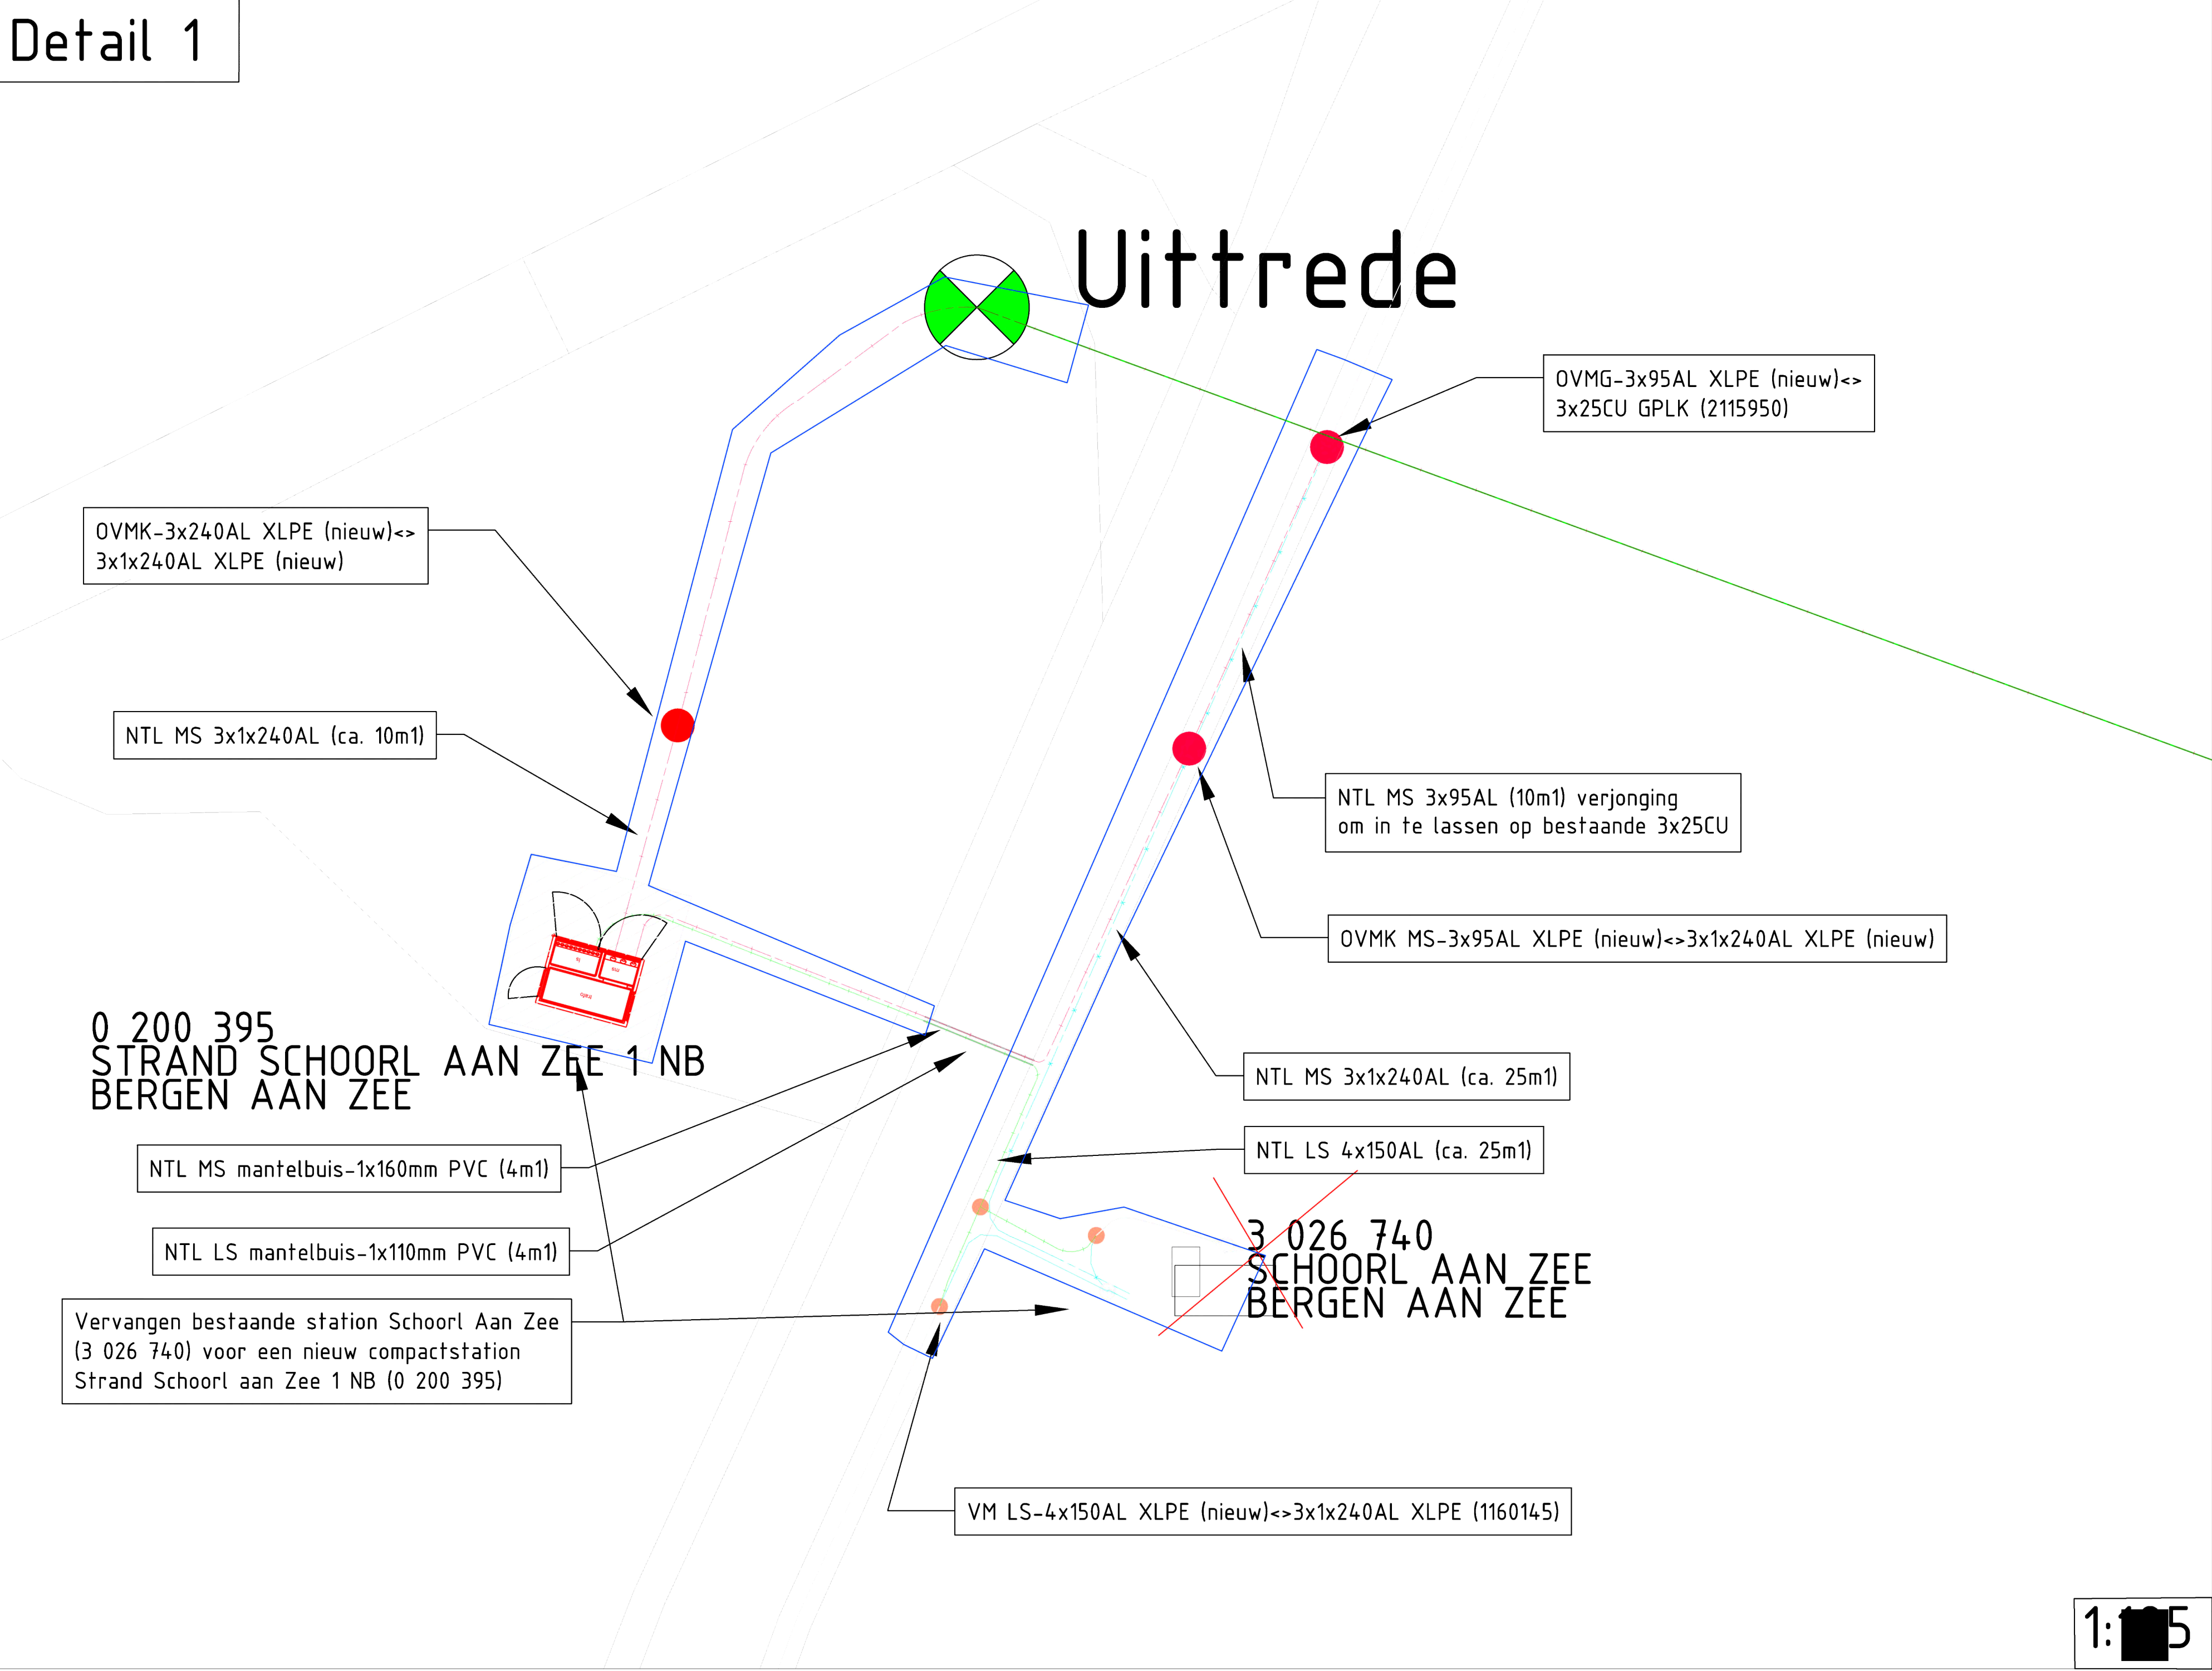 Detail 1
Uittrede
OVMG-3x95AL XLPE (nieuw)<>
3x25CU GPLK (2115950)
OVMK-3x240AL XLPE (nieuw)<>
3x1x240AL XLPE (nieuw)
NTL MS 3x1x240AL (ca. 10m1)
NTL MS 3x95AL (10m1) verjonging
om in te lassen op bestaande 3x25CU
OVMK MS-3x95AL XLPE (nieuw)<>3x1x240AL XLPE (nieuw)
0 200 395
STRAND SCHOORL AAN ZEE 1 NB
BERGEN AAN ZEE
NTL MS 3x1x240AL (ca. 25m1)
NTL MS mantelbuis-1x160mm PVC (4m1)
NTL LS 4x150AL (ca. 25m1)
NTL LS mantelbuis-1x110mm PVC (4m1)
3 026 740
SCHOORL AAN ZEE
BERGEN AAN ZEE
Vervangen bestaande station Schoorl Aan Zee
(3 026 740) voor een nieuw compactstation
Strand Schoorl aan Zee 1 NB (0 200 395)
VM LS-4x150AL XLPE (nieuw)<>3x1x240AL XLPE (1160145)